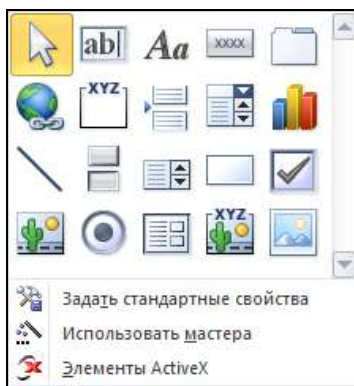 ab Aa XXXX
XYZ
XYZ
Задать стандартные свойства
Использовать мастера
Элементы ActiveX